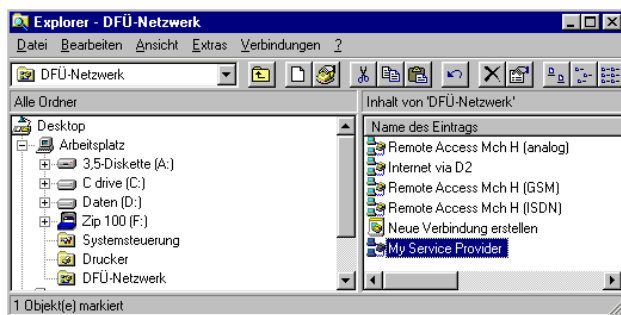 Explorer - DFÜ-Netzwerk
Datei Bearbeiten Ansicht Extras Verbindungen ?
DFÜ-Netzwerk
Alle Ordner
Inhalt von 'DFÜ-Netzwerk'
Desktop
Arbeitsplatz
3,5-Diskette (A:)
C drive (C:)
Daten (D:)
Zip 100 (F:)
Systemsteuerung
Drucker
DFÜ-Netzwerk
Name des Eintrags
Remote Access Mch H (analog)
Internet via D2
Remote Access Mch H (GSM)
Remote Access Mch H (ISDN)
Neue Verbindung erstellen
My Service Provider
1 Objekt(e) markiert